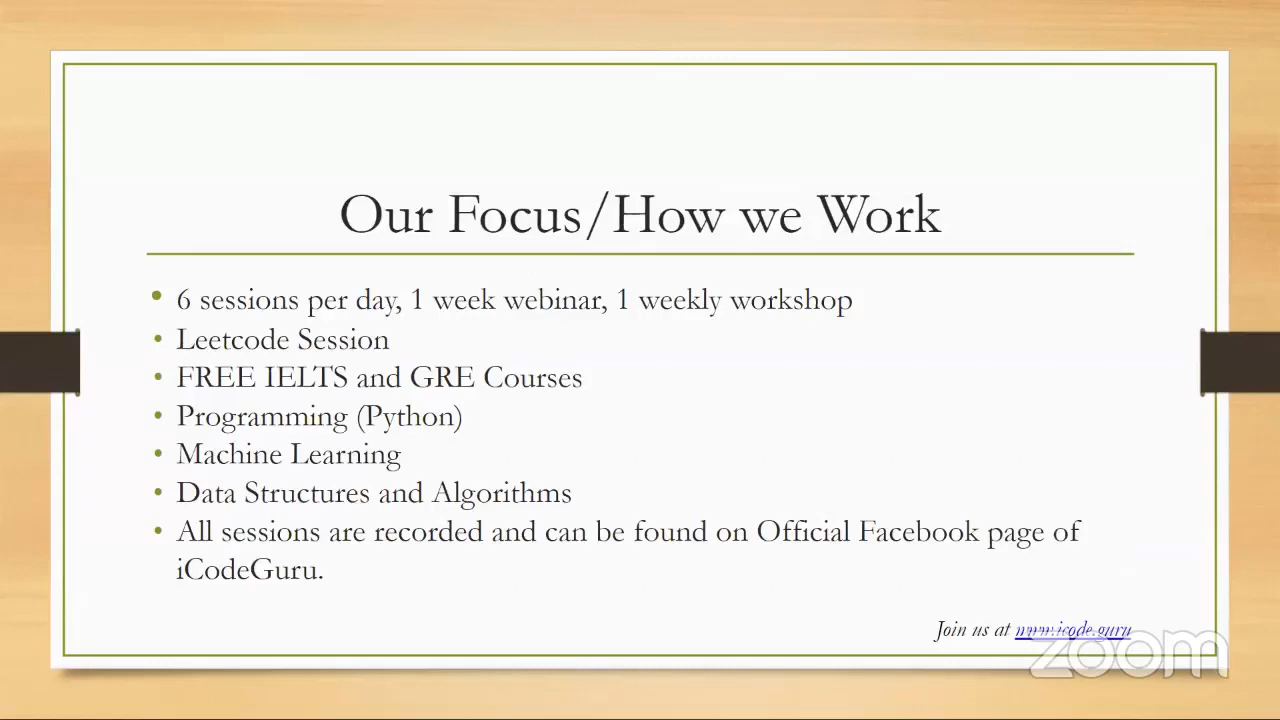 Our Focus/How we Work
• 6 sessions per day, 1 week webinar, 1 weekly workshop
• Leetcode Session
• FREE IELTS and GRE Courses
• Programming (Python)
• Machine Learning
• Data Structures and Algorithms
• All sessions are recorded and can be found on Official Facebook page of
iCodeGuru.
Join us at www.icode.guru
zoom